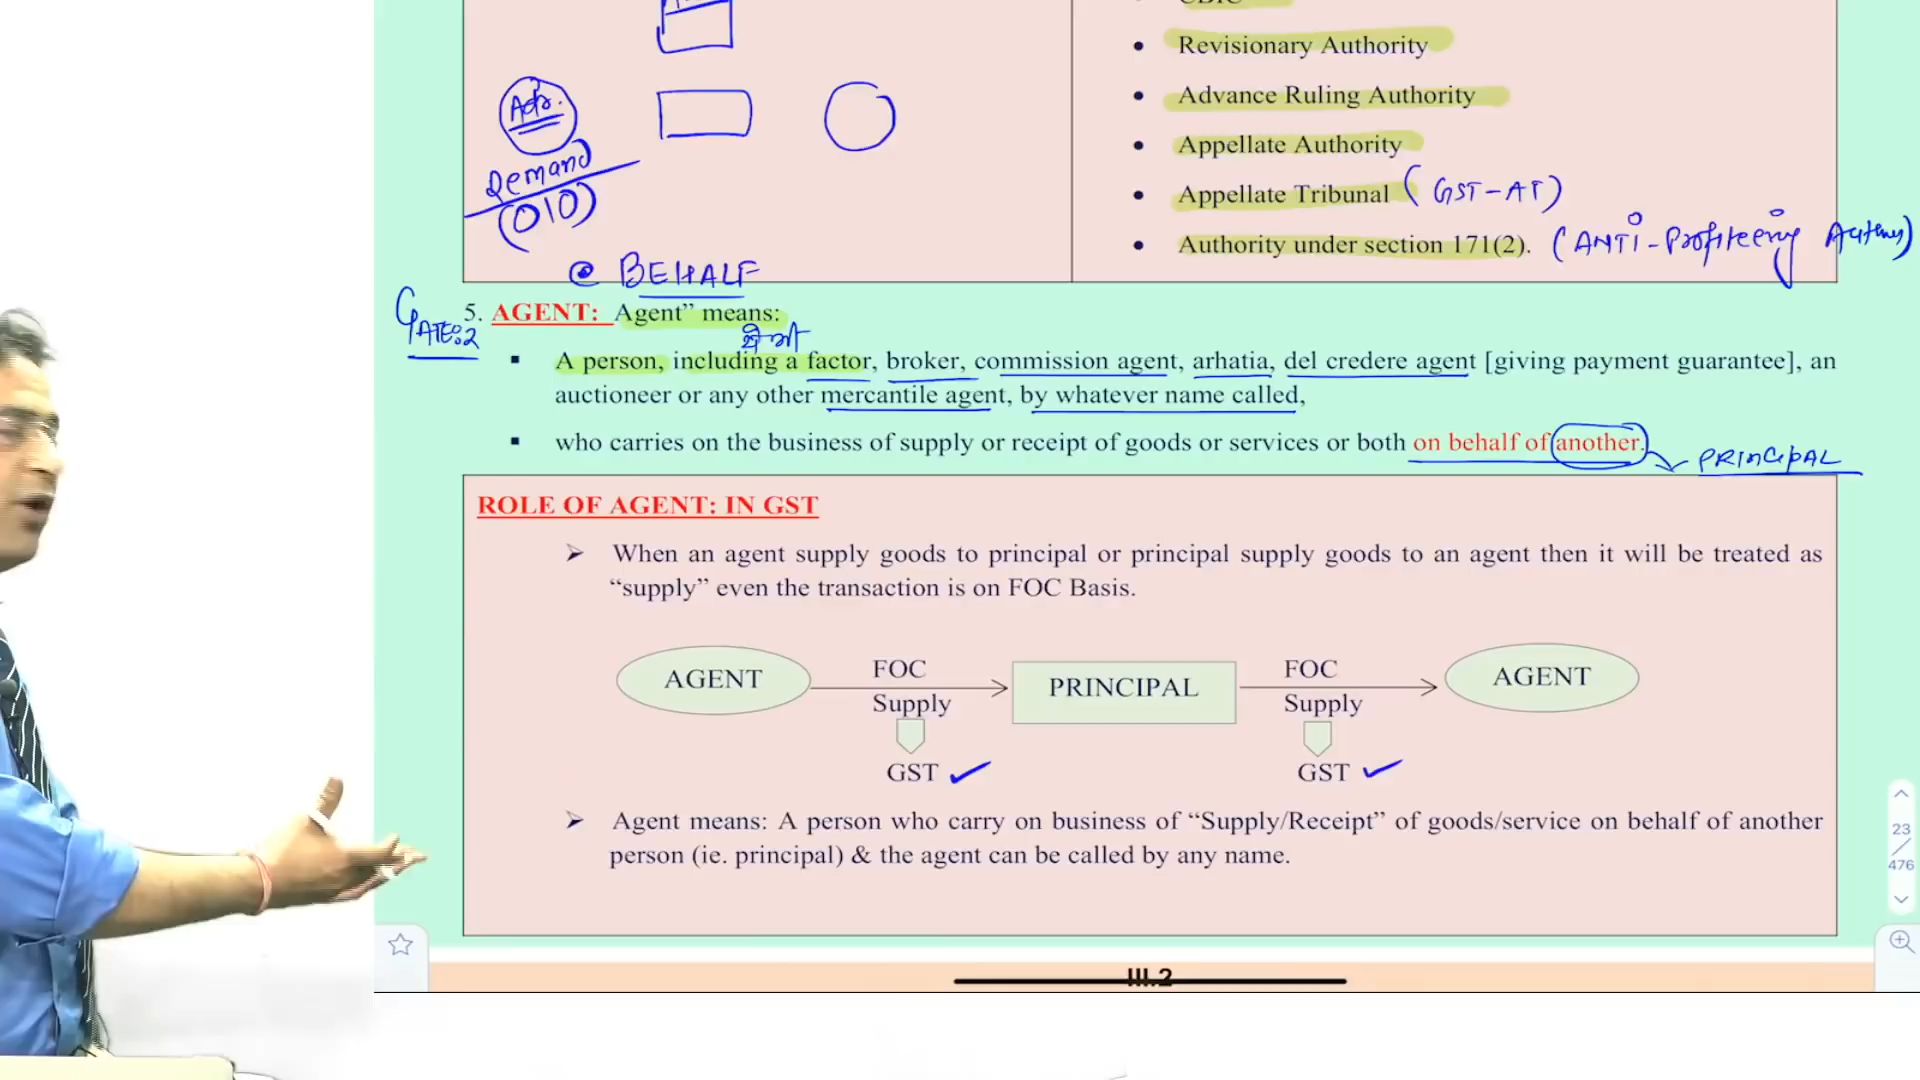 CBIC
• Revisionary Authority
• Advance Ruling Authority
• Appellate Authority
• Appellate Tribunal (GST-AT)
• Authority under section 171(2). (ANTI-Profiteering
Adv.
Demand
(OIO)
@ BEHALF
GATE:2
5. AGENT: Agent” means:
▪ A person, including a factor, broker, commission agent, arhatia, del credere agent [giving payment guarantee], an
auctioneer or any other mercantile agent, by whatever name called,
▪ who carries on the business of supply or receipt of goods or services or both on behalf of another. PRINCIPAL
ROLE OF AGENT: IN GST
➢ When an agent supply goods to principal or principal supply goods to an agent then it will be treated as
“supply” even the transaction is on FOC Basis.
AGENT FOC PRINCIPAL FOC AGENT
Supply Supply
GST GST
➢ Agent means: A person who carry on business of “Supply/Receipt” of goods/service on behalf of another
person (ie. principal) & the agent can be called by any name.
III.2
23
/
476